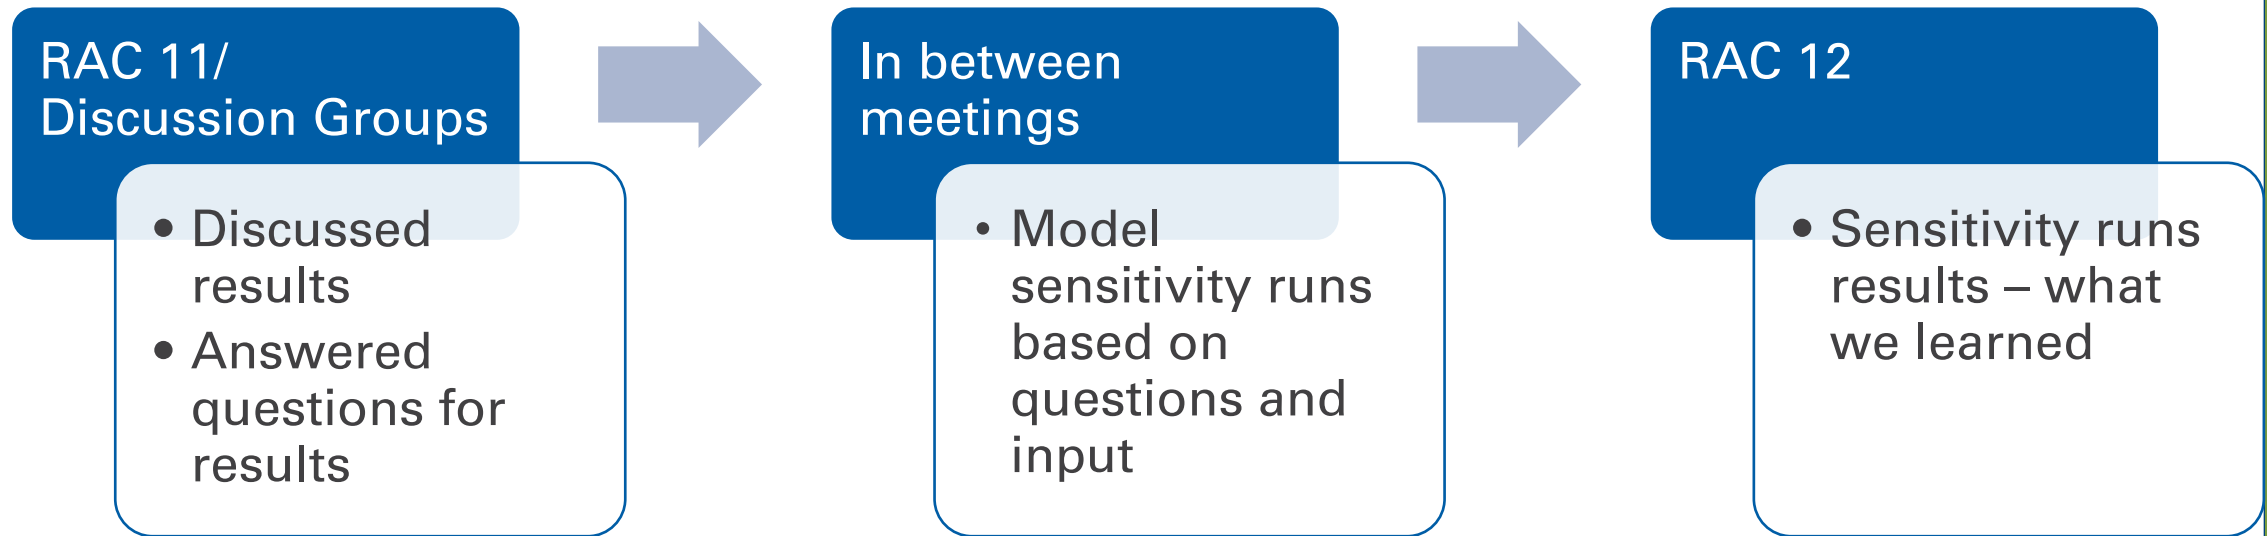 RAC 11/
Discussion Groups
• Discussed
results
• Answered
questions for
results
In between
meetings
• Model
sensitivity runs
based on
questions and
input
RAC 12
• Sensitivity runs
results – what
we learned